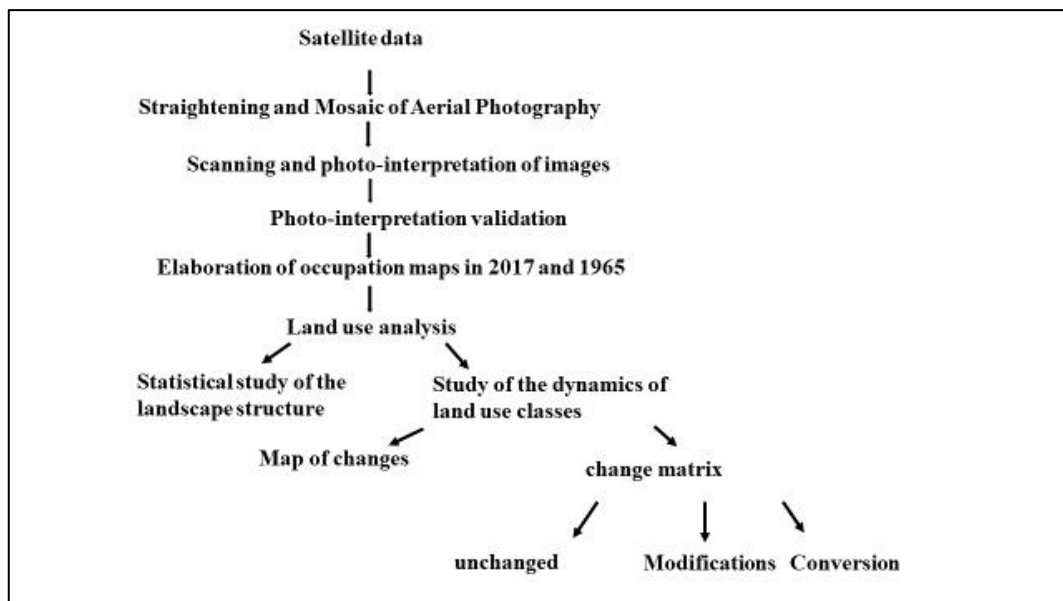 Satellite data
Straightening and Mosaic of Aerial Photography
Scanning and photo-interpretation of images
Photo-interpretation validation
Elaboration of occupation maps in 2017 and 1965
Land use analysis
Statistical study of the
landscape structure
Study of the dynamics of
land use classes
Map of changes
change matrix
unchanged
Modifications
Conversion